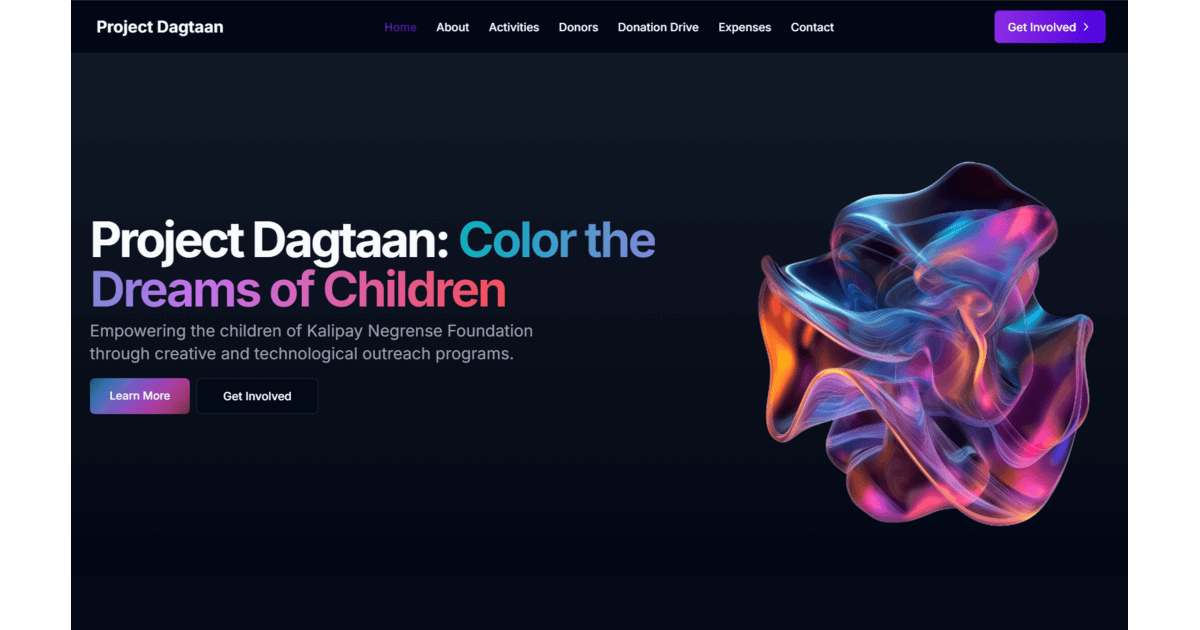 Project Dagtaan
Home About Activities Donors Donation Drive Expenses Contact
Get Involved
Project Dagtaan: Color the
Dreams of Children
Empowering the children of Kalipay Negrense Foundation
through creative and technological outreach programs.
Learn More
Get Involved